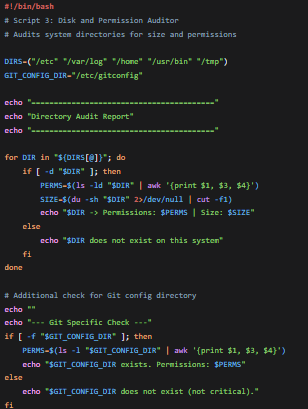 #!/bin/bash
# Script 3: Disk and Permission Auditor
# Audits system directories for size and permissions
DIRS=("/etc" "/var/log" "/home" "/usr/bin" "/tmp")
GIT_CONFIG_DIR="/etc/gitconfig"
echo "========================================"
echo "Directory Audit Report"
echo "========================================"
for DIR in "${DIRS[@]}"; do
    if [ -d "$DIR" ]; then
        PERMS=$(ls -ld "$DIR" | awk '{print $1, $3, $4}')
        SIZE=$(du -sh "$DIR" 2>/dev/null | cut -f1)
        echo "$DIR -> Permissions: $PERMS | Size: $SIZE"
    else
        echo "$DIR does not exist on this system"
    fi
done
# Additional check for Git config directory
echo ""
echo "--- Git Specific Check ---"
if [ -f "$GIT_CONFIG_DIR" ]; then
    PERMS=$(ls -l "$GIT_CONFIG_DIR" | awk '{print $1, $3, $4}')
    echo "$GIT_CONFIG_DIR exists. Permissions: $PERMS"
else
    echo "$GIT_CONFIG_DIR does not exist (not critical)."
fi